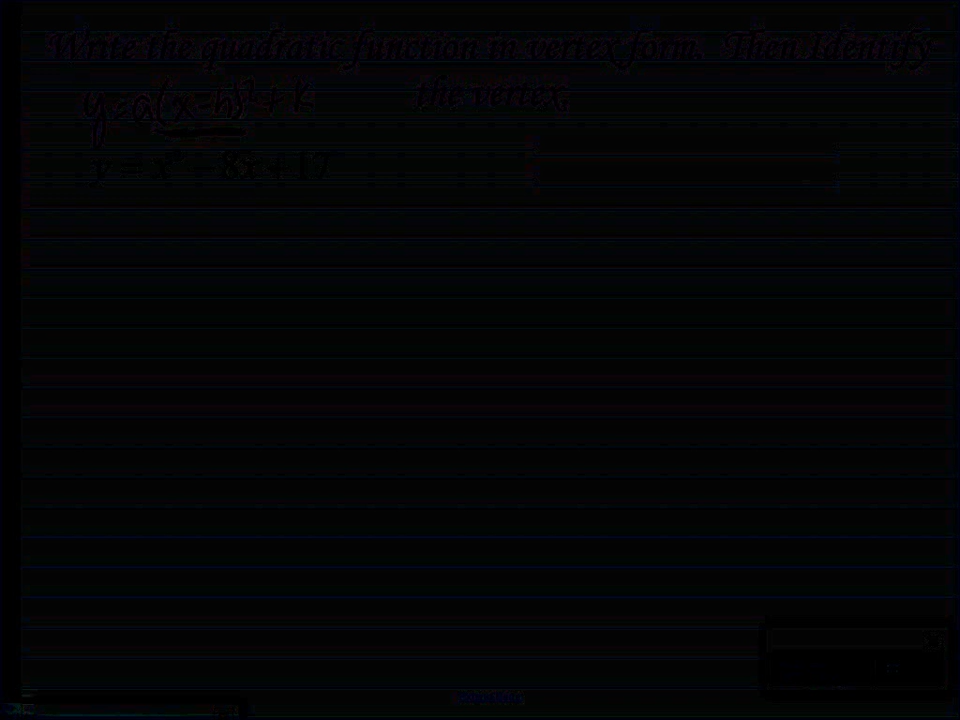 Write the quadratic function in vertex form. Then Identify
the vertex.
y=a(x-h)²+k
y = x² - 8x + 17